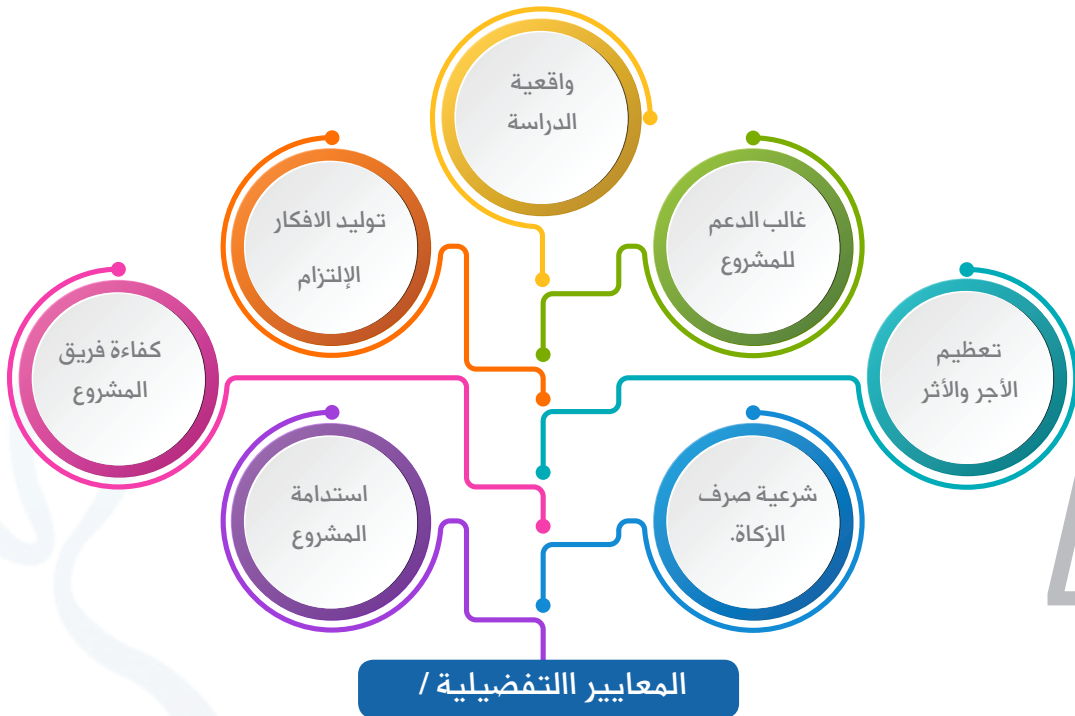 واقعية
الدراسة
غالب الدعم
للمشروع
توليد الافكار
الإلتزام
تعظيم
الأجر والأثر
كفاءة فريق
المشروع
شرعية صرف
الزكاة.
استدامة
المشروع
المعايير االتفضيلية /